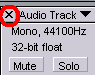 Audio Track
Mono, 44100Hz
32-bit float
Mute Solo